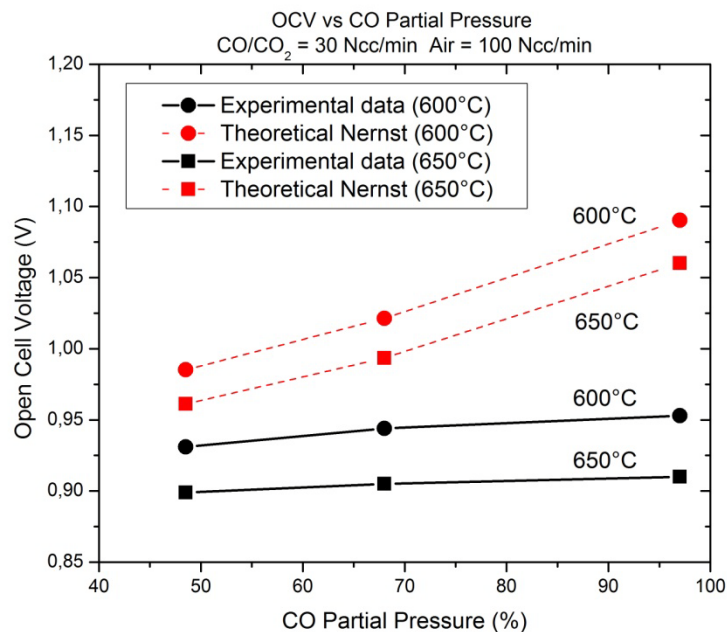 OCV vs CO Partial Pressure
CO/CO₂ = 30 Ncc/min Air = 100 Ncc/min
1,20
1,15
1,10
1,05
1,00
0,95
0,90
0,85
Open Cell Voltage (V)
Experimental data (600°C)
Theoretical Nernst (600°C)
Experimental data (650°C)
Theoretical Nernst (650°C)
600°C
650°C
600°C
650°C
40 50 60 70 80 90 100
CO Partial Pressure (%)